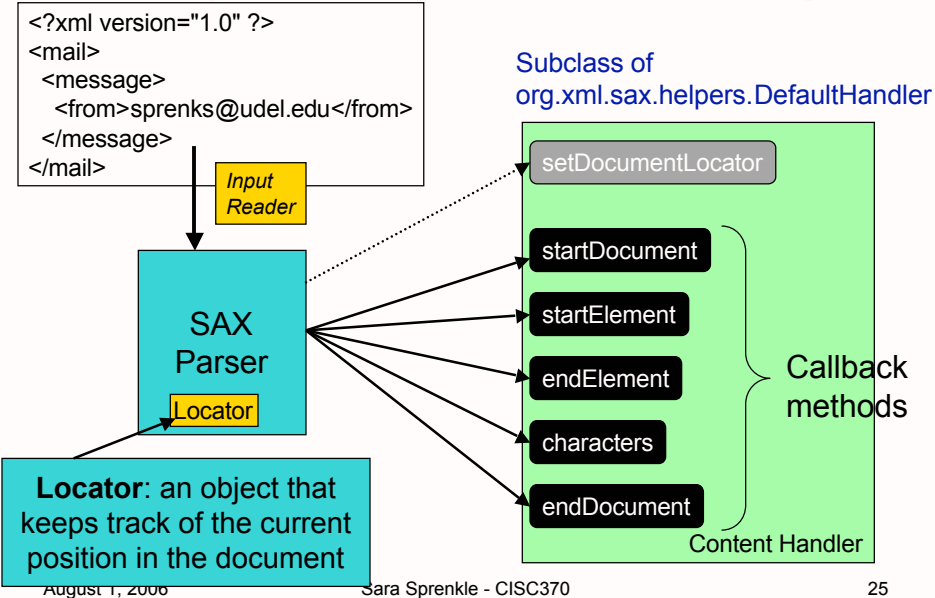 <?xml version="1.0" ?>
<mail>
<message>
<from>sprenks@udel.edu</from>
</message>
</mail>
Input
Reader
Subclass of
org.xml.sax.helpers.DefaultHandler
setDocumentLocator
startDocument
startElement
endElement
characters
endDocument
Callback
methods
Content Handler
SAX
Parser
Locator
Locator: an object that
keeps track of the current
position in the document
August 1, 2006
Sara Sprenkle - CISC370
25